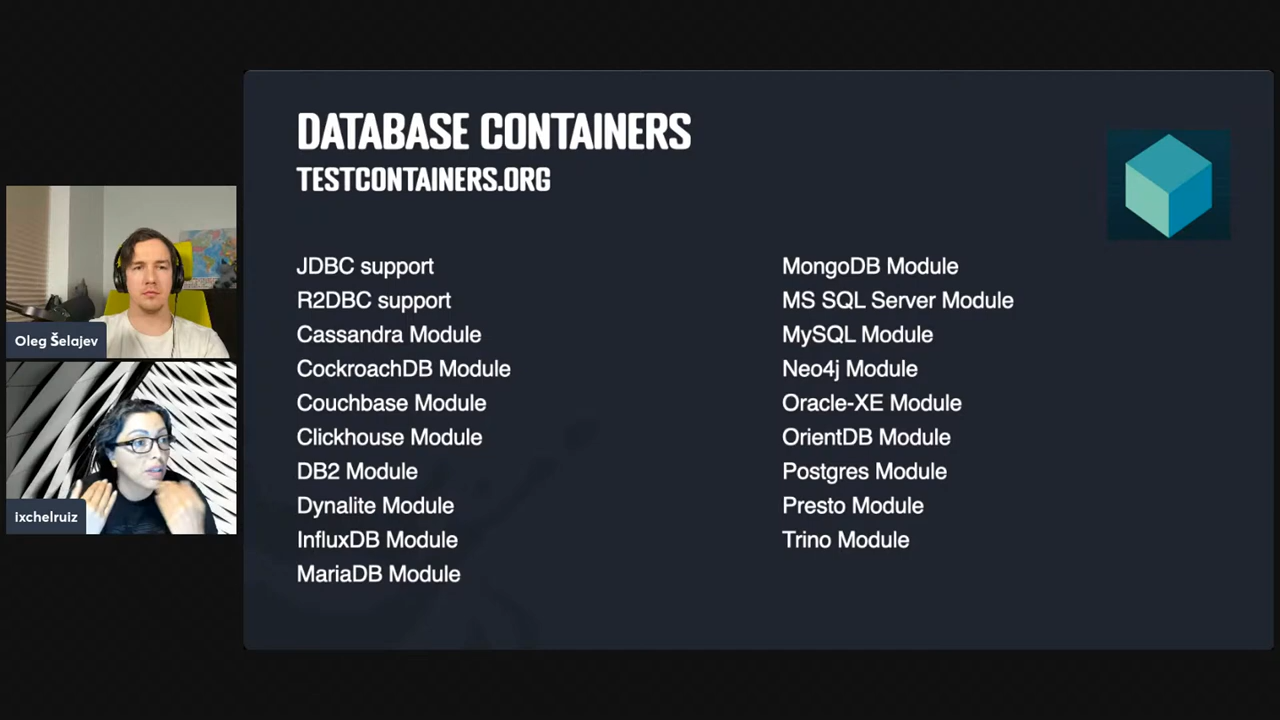 DATABASE CONTAINERS
TESTCONTAINERS.ORG
JDBC support
R2DBC support
Cassandra Module
CockroachDB Module
Couchbase Module
Clickhouse Module
DB2 Module
Dynalite Module
InfluxDB Module
MariaDB Module
MongoDB Module
MS SQL Server Module
MySQL Module
Neo4j Module
Oracle-XE Module
OrientDB Module
Postgres Module
Presto Module
Trino Module
Oleg Šelajev
ixchelruiz